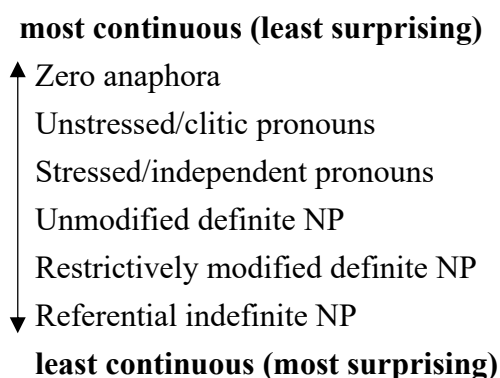 most continuous (least surprising)
Zero anaphora
Unstressed/clitic pronouns
Stressed/independent pronouns
Unmodified definite NP
Restrictively modified definite NP
Referential indefinite NP
least continuous (most surprising)